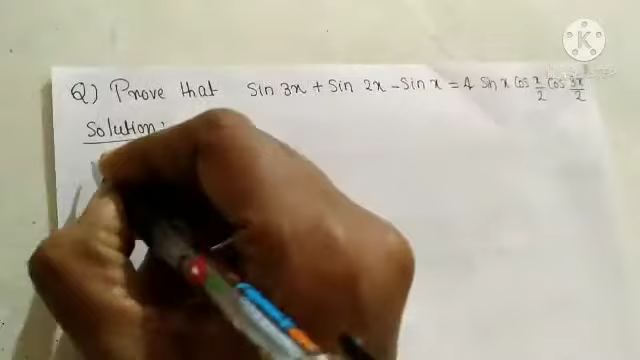 Q) Prove that Sin 3x + Sin 2x - Sin x = 4 Sin x Cos x/2 Cos 3x/2
Solution:
K